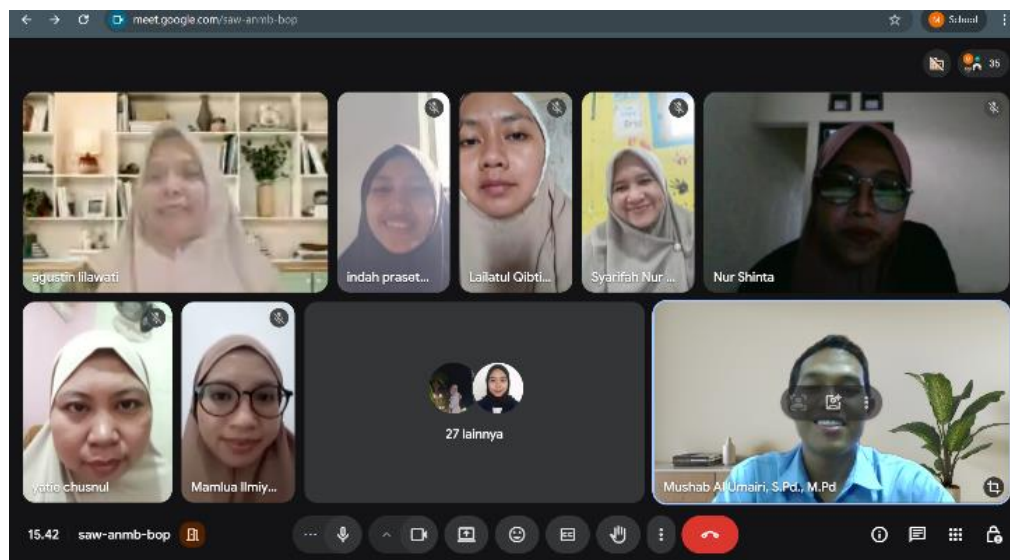 meet.google.com/saw-anmb-bop
School
35
agustin lilawati
indah praset...
Lailatul Qibti...
Syarifah Nur ...
Nur Shinta
yatie chusnul
Mamlua Ilmiy...
27 lainnya
Mushab Al Umairi, S.Pd., M.Pd
15.42 saw-anmb-bop